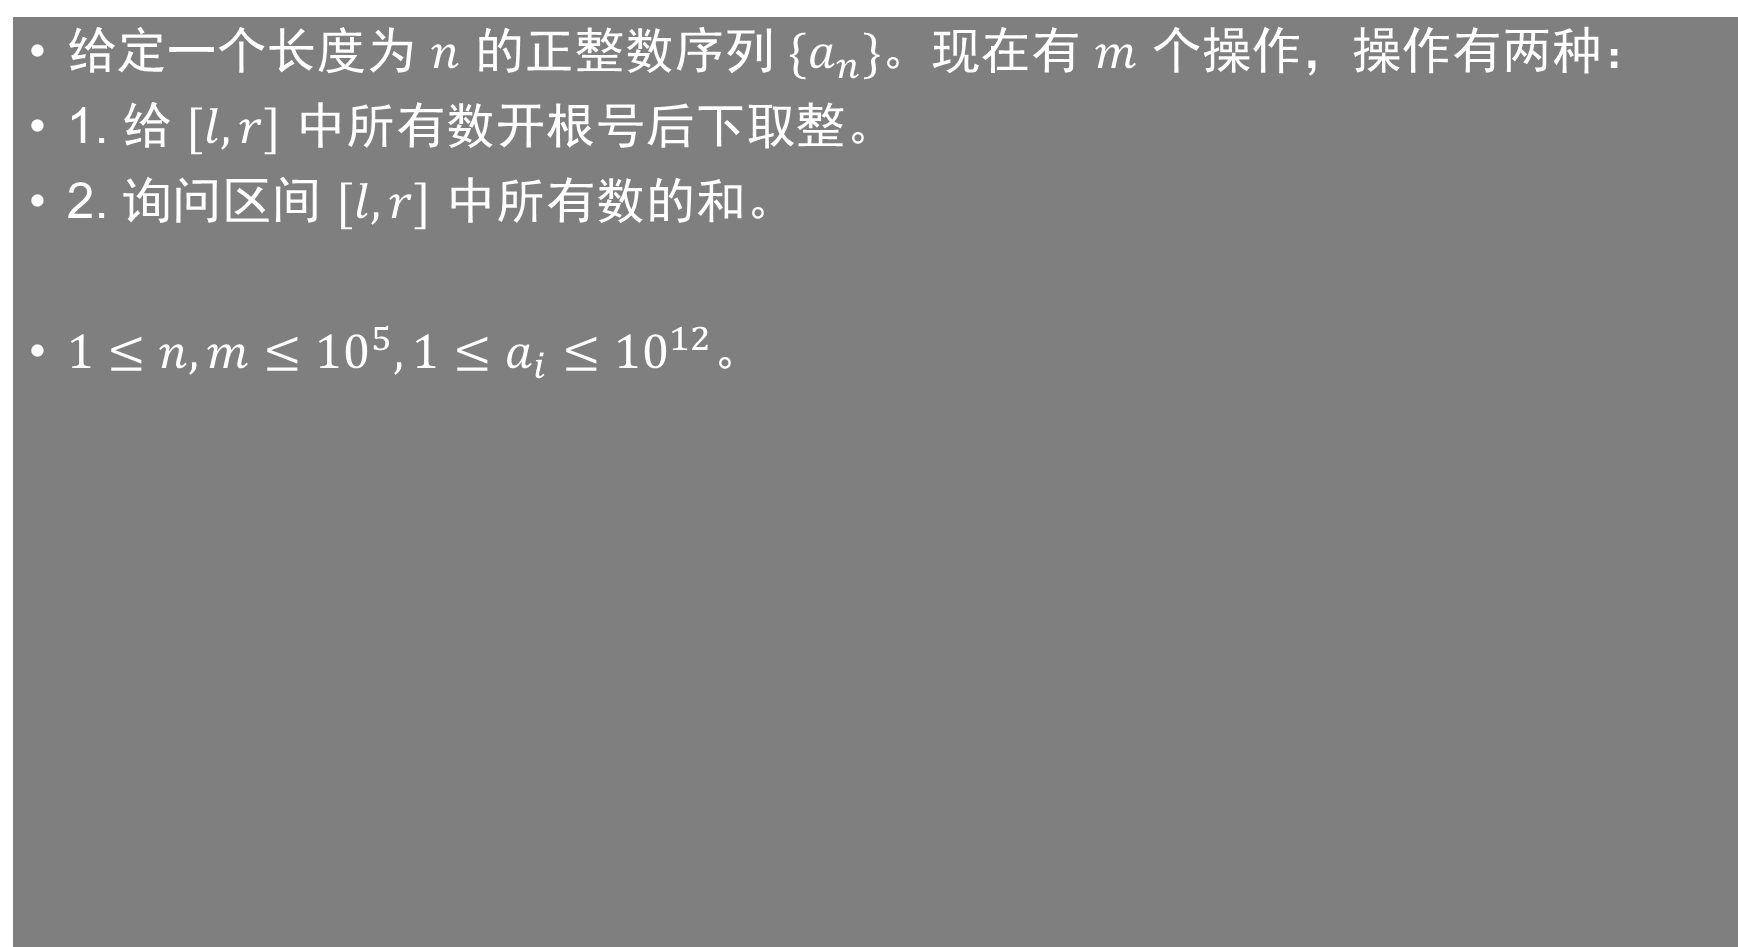 • 给定一个长度为 n 的正整数序列 {aₙ}。现在有 m 个操作，操作有两种：
• 1. 给 [l, r] 中所有数开根号后下取整。
• 2. 询问区间 [l, r] 中所有数的和。
• 1 ≤ n, m ≤ 10⁵, 1 ≤ aᵢ ≤ 10¹²。